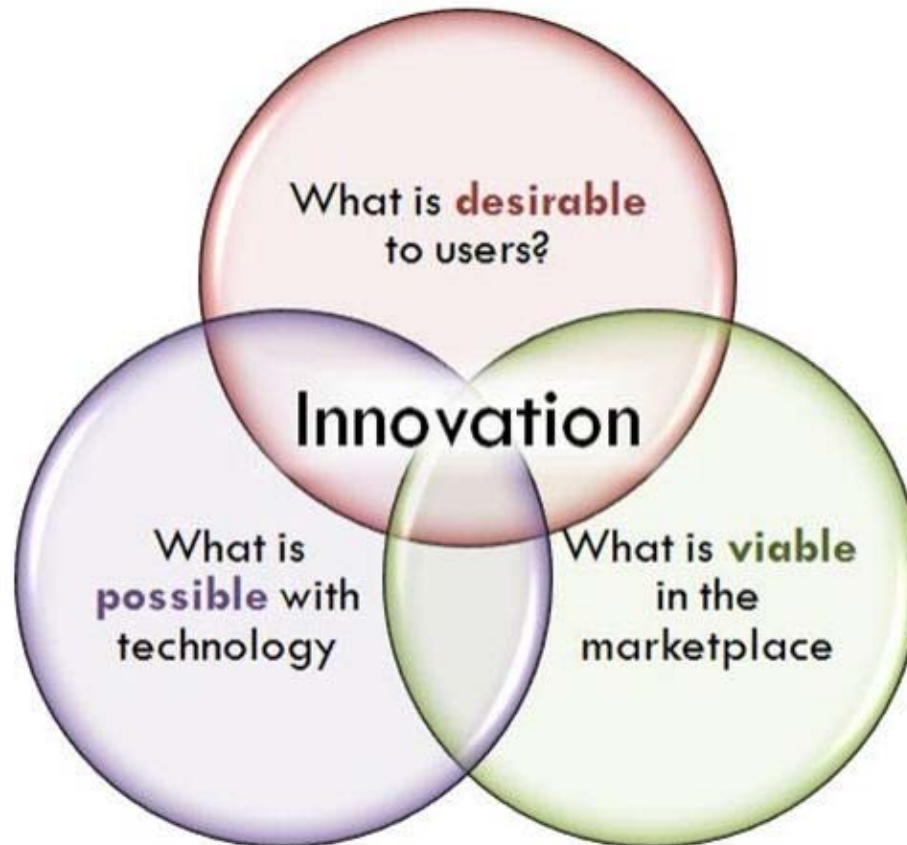 What is desirable
to users?
Innovation
What is
possible with
technology
What is viable
in the
marketplace